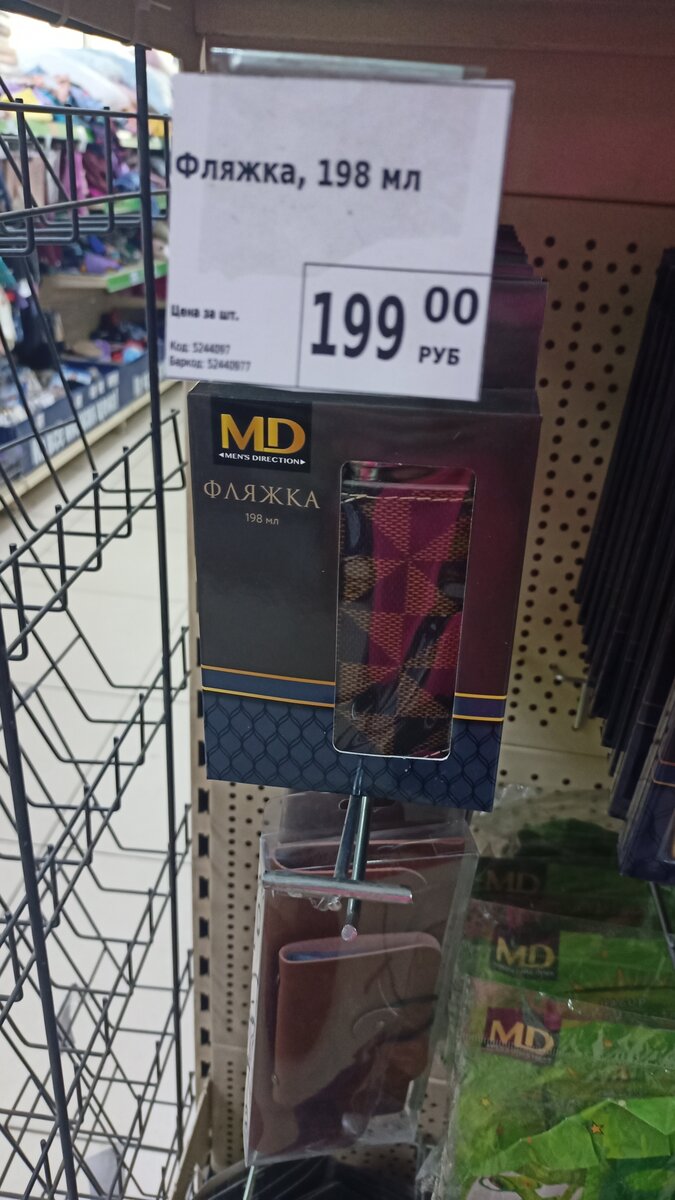 Фляжка, 198 мл
Цена за шт.
199 00
РУБ
Код: 5244097
Баркод: 52440977
MD
MEN'S DIRECTION
ФЛЯЖКА
198 мл
MD
MD
MD